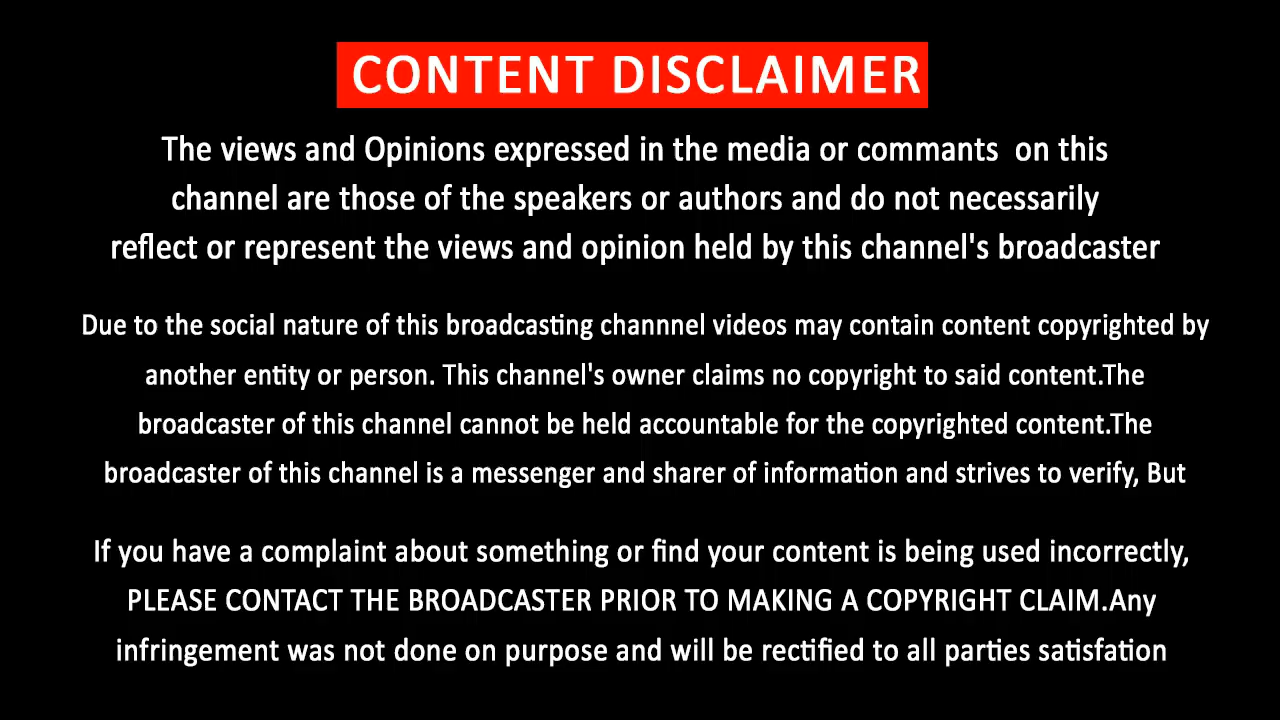 CONTENT DISCLAIMER
The views and Opinions expressed in the media or commants on this
channel are those of the speakers or authors and do not necessarily
reflect or represent the views and opinion held by this channel's broadcaster
Due to the social nature of this broadcasting channnel videos may contain content copyrighted by
another entity or person. This channel's owner claims no copyright to said content.The
broadcaster of this channel cannot be held accountable for the copyrighted content.The
broadcaster of this channel is a messenger and sharer of information and strives to verify, But
If you have a complaint about something or find your content is being used incorrectly,
PLEASE CONTACT THE BROADCASTER PRIOR TO MAKING A COPYRIGHT CLAIM.Any
infringement was not done on purpose and will be rectified to all parties satisfation